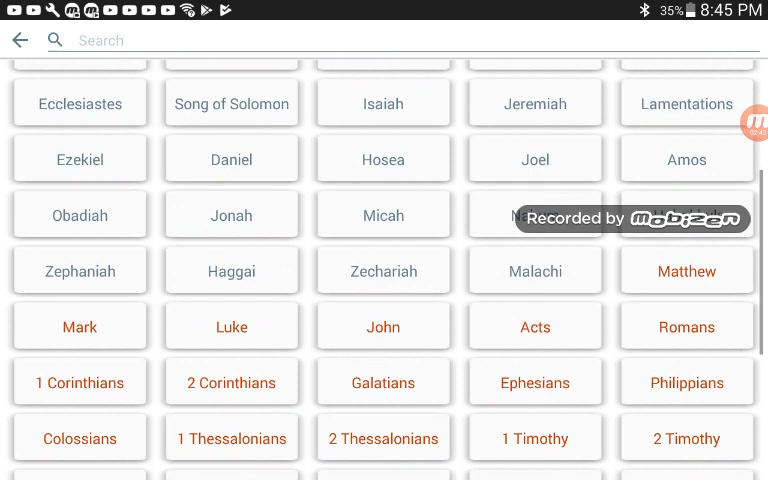 35% 8:45 PM
Search
Ecclesiastes Song of Solomon Isaiah Jeremiah Lamentations
02:43
Ezekiel Daniel Hosea Joel Amos
Obadiah Jonah Micah
Recorded by mobizen
Zephaniah Haggai Zechariah Malachi Matthew
Mark Luke John Acts Romans
1 Corinthians 2 Corinthians Galatians Ephesians Philippians
Colossians 1 Thessalonians 2 Thessalonians 1 Timothy 2 Timothy